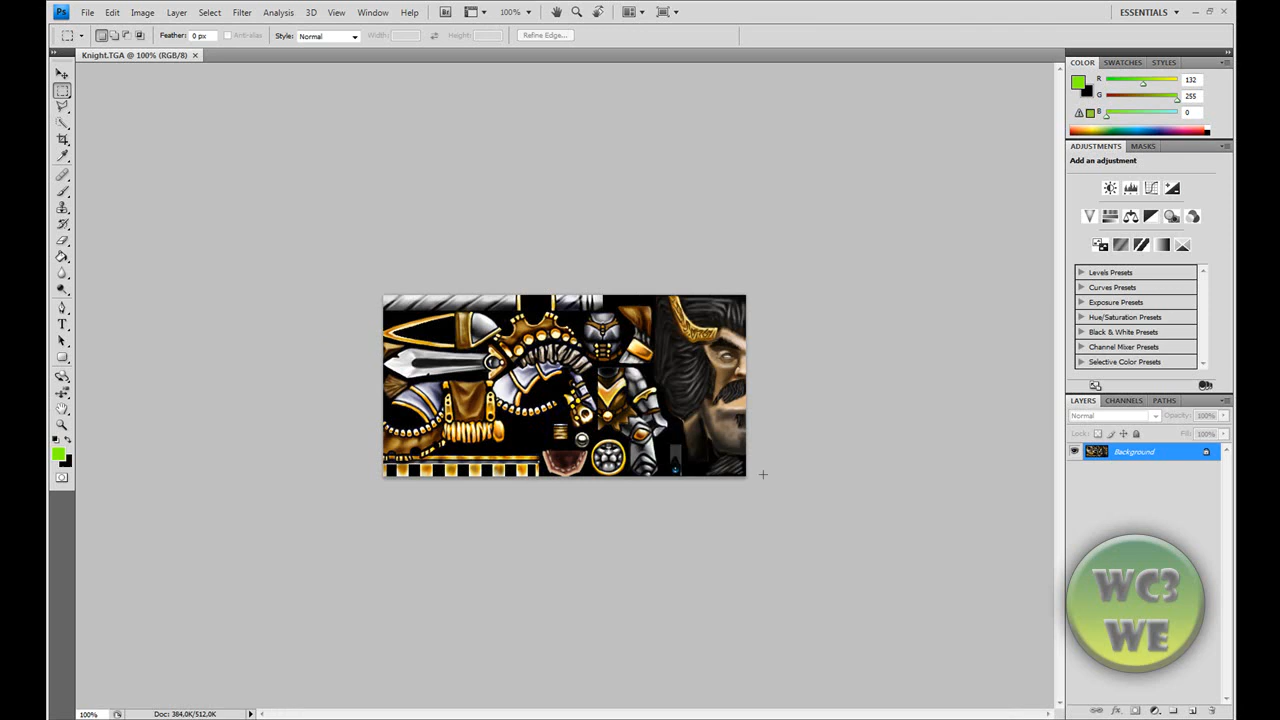 Ps File Edit Image Layer Select Filter Analysis 3D View Window Help Br 100% ESSENTIALS
Feather: 0 px Anti-alias Style: Normal Width: Height: Refine Edge...
Knight.TGA @ 100% (RGB/8)
COLOR SWATCHES STYLES
R 132
G 255
B 0
ADJUSTMENTS MASKS
Add an adjustment
Levels Presets
Curves Presets
Exposure Presets
Hue/Saturation Presets
Black & White Presets
Channel Mixer Presets
Selective Color Presets
LAYERS CHANNELS PATHS
Normal Opacity: 100%
Lock: Fill: 100%
Background
WC3
WE
100% Doc: 384,0K/512,0K